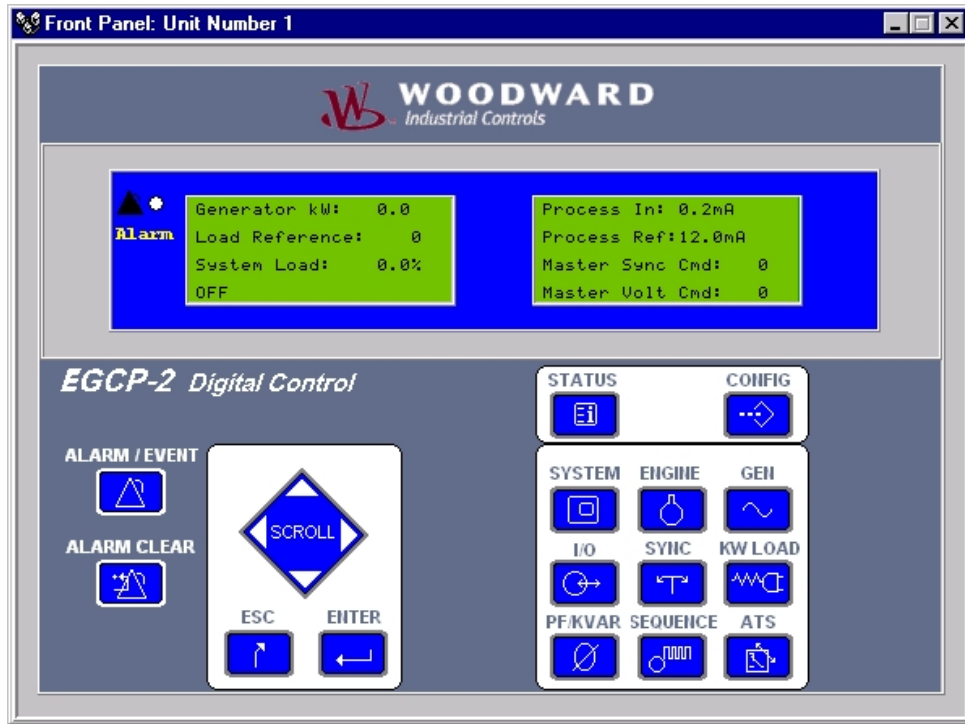 Front Panel: Unit Number 1
WOODWARD
Industrial Controls
Alarm
Generator kW: 0.0
Load Reference: 0
System Load: 0.0%
OFF
Process In: 0.2mA
Process Ref:12.0mA
Master Sync Cmd: 0
Master Volt Cmd: 0
EGCP-2 Digital Control
STATUS CONFIG
ALARM / EVENT
ALARM CLEAR
SCROLL
ESC ENTER
SYSTEM ENGINE GEN
I/O SYNC KW LOAD
PF/KVAR SEQUENCE ATS